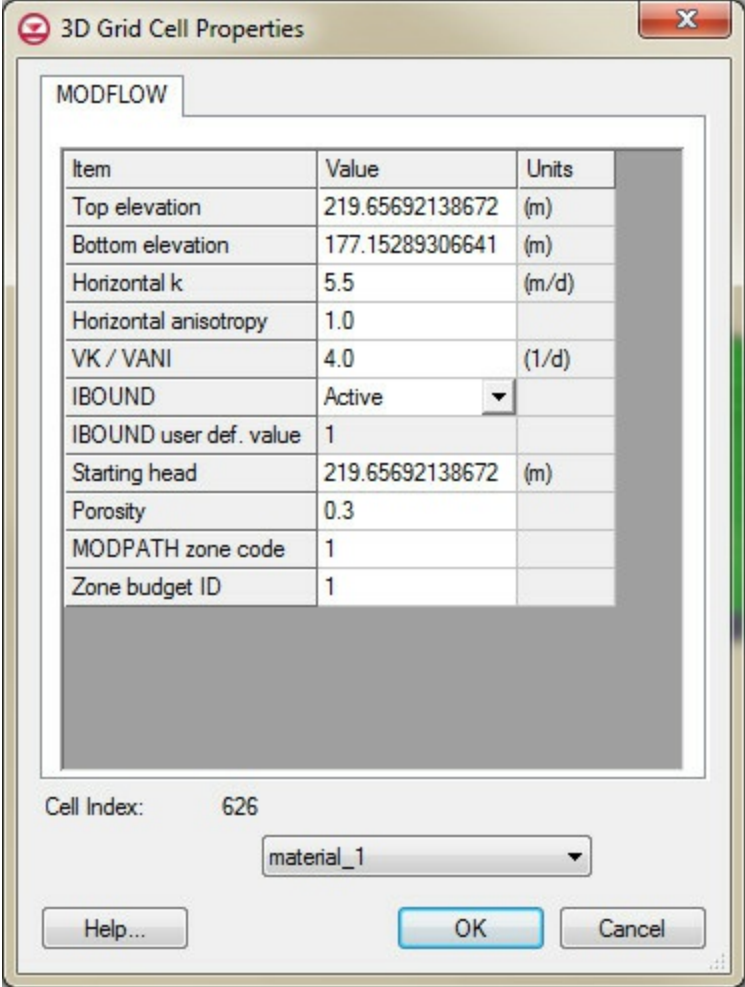 3D Grid Cell Properties
MODFLOW
Item Value Units
Top elevation 219.65692138672 (m)
Bottom elevation 177.15289306641 (m)
Horizontal k 5.5 (m/d)
Horizontal anisotropy 1.0
VK / VANI 4.0 (1/d)
IBOUND Active
IBOUND user def. value 1
Starting head 219.65692138672 (m)
Porosity 0.3
MODPATH zone code 1
Zone budget ID 1
Cell Index: 626
material_1
Help... OK Cancel